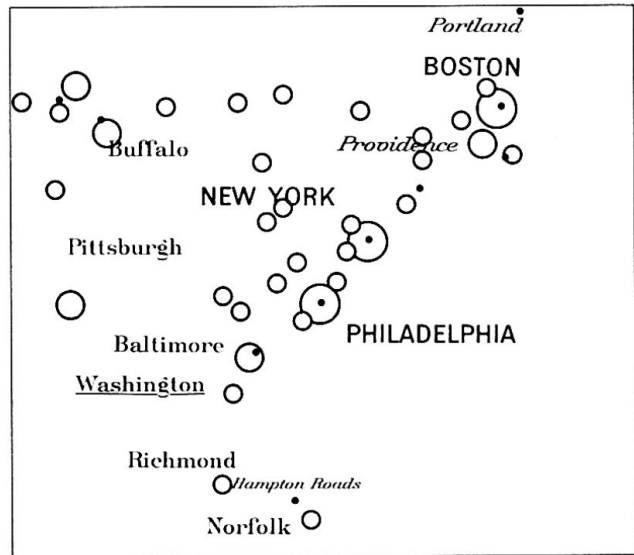 Portland
BOSTON
Buffalo
Providence
NEW YORK
Pittsburgh
PHILADELPHIA
Baltimore
Washington
Richmond
Hampton Roads
Norfolk